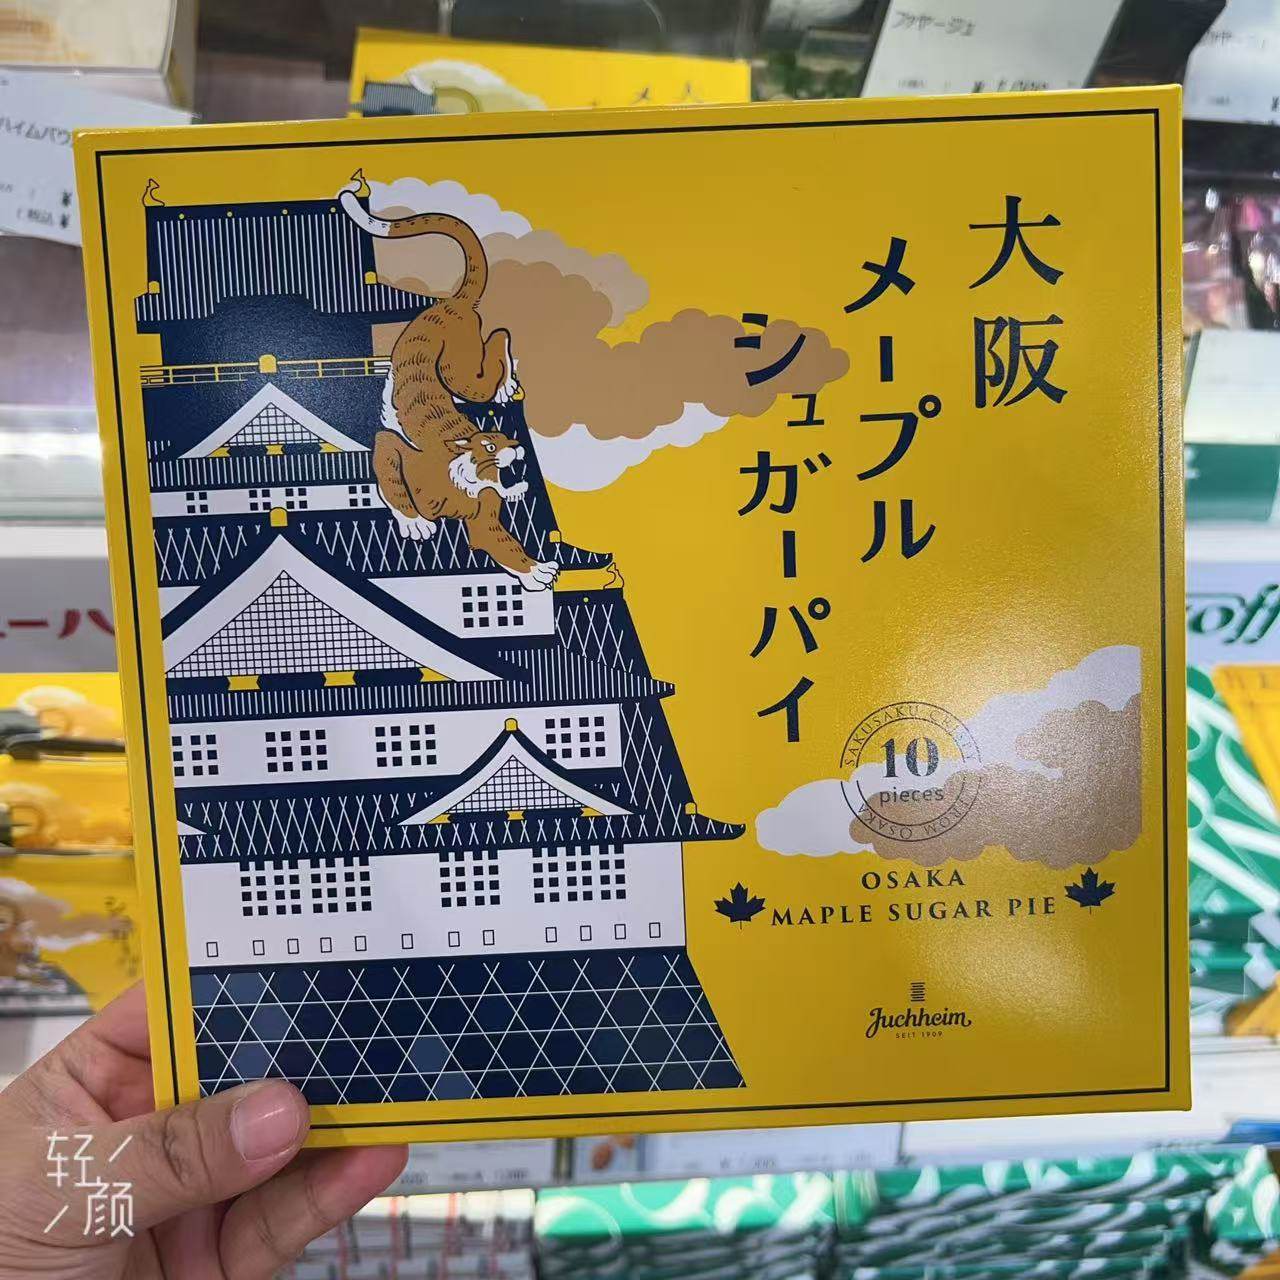 大阪
メープル
シュガーパイ
SAKUSAKU CRISPY
10
pieces
FROM OSAKA
OSAKA
MAPLE SUGAR PIE
Juchheim
SEIT 1909
轻
颜